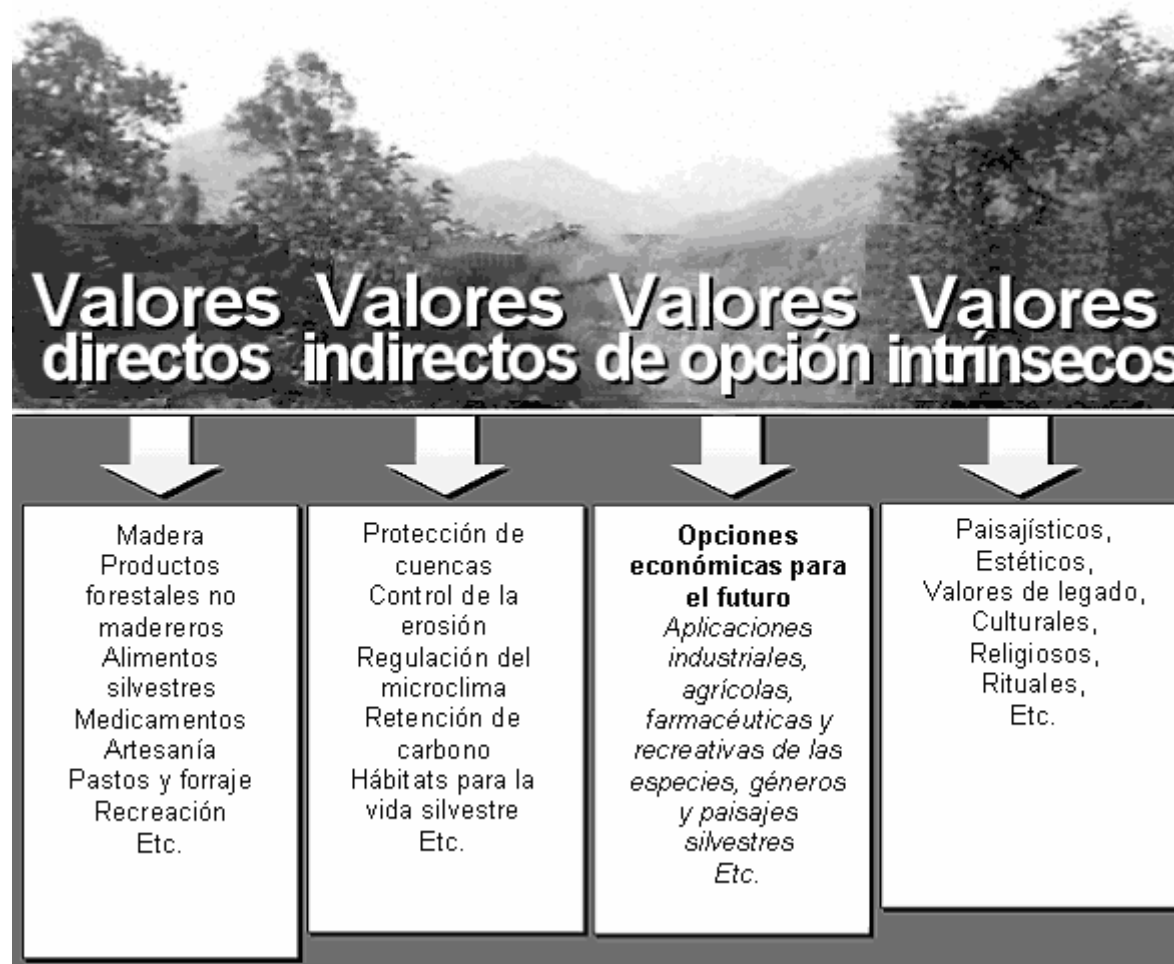 Valores
directos
Valores
indirectos
Valores
de opción
Valores
intrínsecos
Madera
Productos
forestales no
madereros
Alimentos
silvestres
Medicamentos
Artesanía
Pastos y forraje
Recreación
Etc.
Protección de
cuencas
Control de la
erosión
Regulación del
microclima
Retención de
carbono
Hábitats para la
vida silvestre
Etc.
Opciones
económicas para
el futuro
Aplicaciones
industriales,
agrícolas,
farmacéuticas y
recreativas de las
especies, géneros
y paisajes
silvestres
Etc.
Paisajísticos,
Estéticos,
Valores de legado,
Culturales,
Religiosos,
Rituales,
Etc.